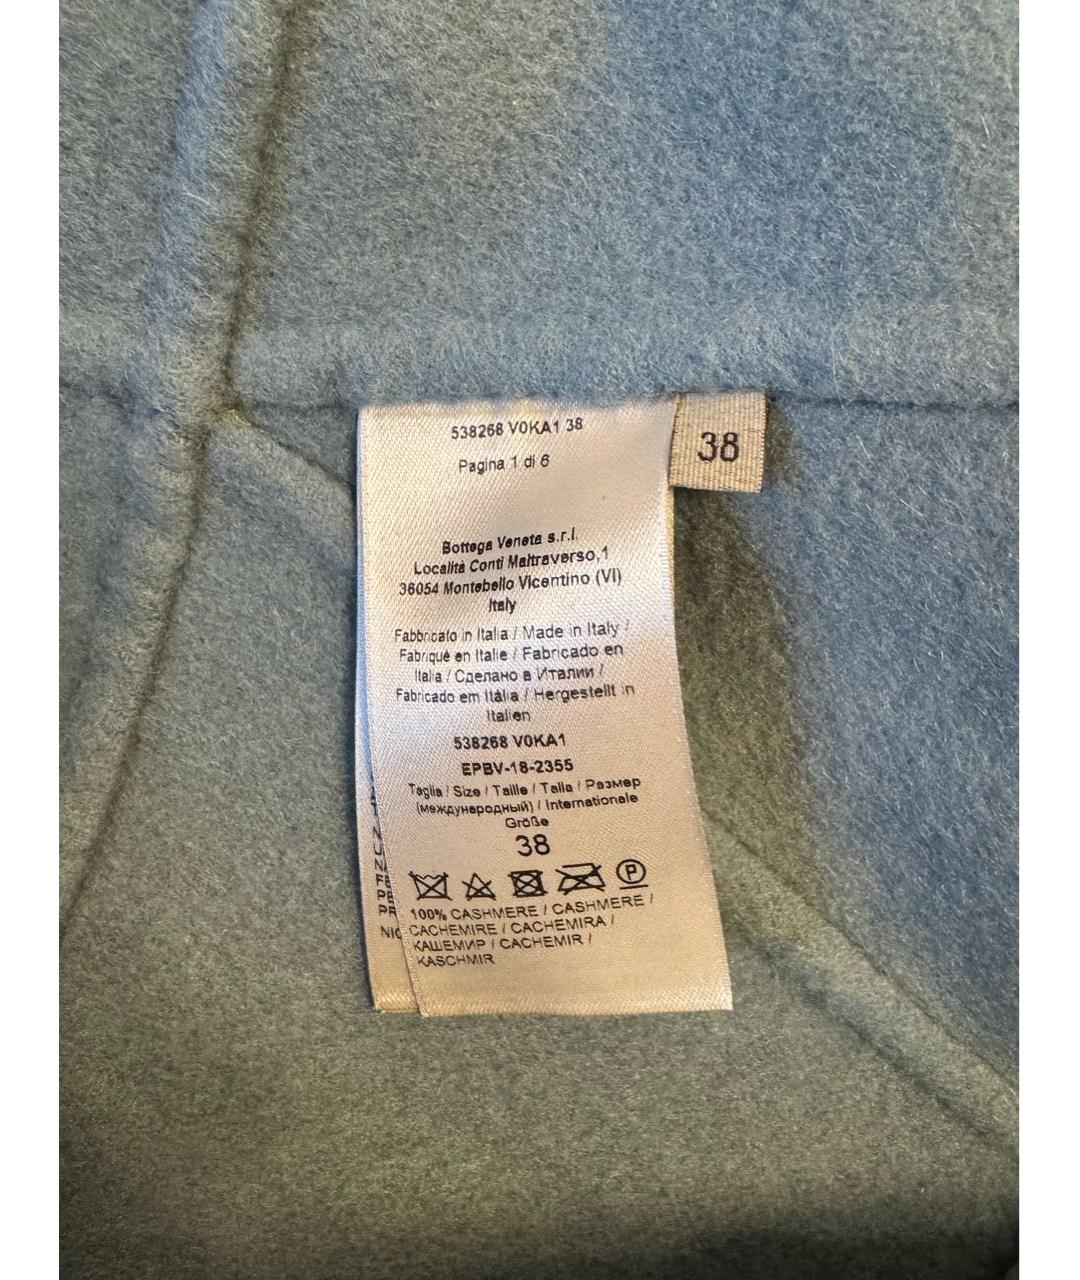 538268 V0KA1 38
Pagina 1 di 6
38
Bottega Veneta s.r.l.
Località Conti Maltraverso,1
36054 Montebello Vicentino (VI)
Italy
Fabbricato in Italia / Made in Italy /
Fabriqué en Italie / Fabricado en
Italia / Сделано в Италии /
Fabricado em Itália / Hergestellt in
Italien
538268 V0KA1
EPBV-18-2355
Taglia / Size / Taille / Talla / Размер
(международный) / Internationale
Größe
38
P
100% CASHMERE / CASHMERE /
CACHEMIRE / CACHEMIRA /
КАШЕМИР / CACHEMIR /
KASCHMIR